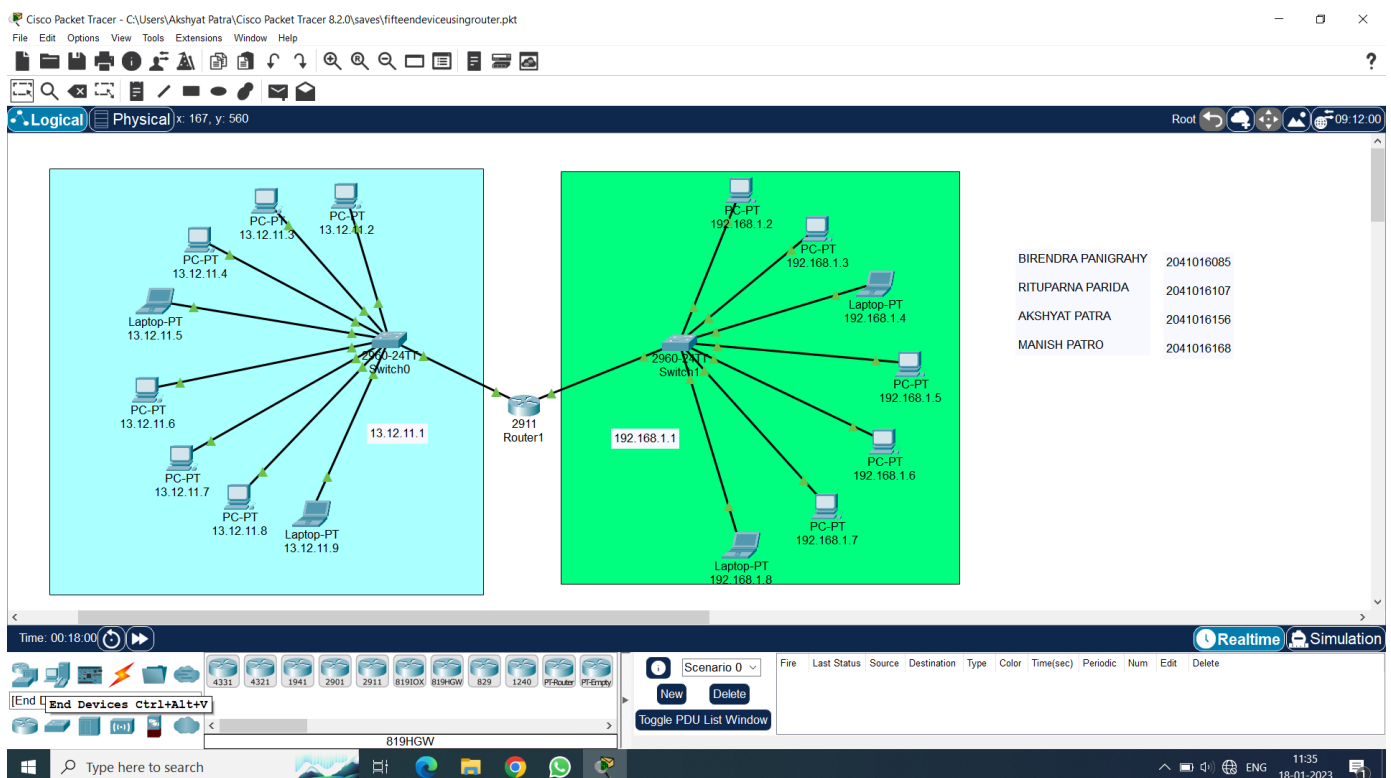 Cisco Packet Tracer - C:\Users\Akshyat Patra\Cisco Packet Tracer 8.2.0\saves\fifteendeviceusingrouter.pkt
File Edit Options View Tools Extensions Window Help
?
Logical Physical x: 167, y: 560 Root 09:12:00
PC-PT
13.12.11.2
PC-PT
13.12.11.3
PC-PT
13.12.11.4
Laptop-PT
13.12.11.5
PC-PT
13.12.11.6
PC-PT
13.12.11.7
PC-PT
13.12.11.8
Laptop-PT
13.12.11.9
2960-24TT
Switch0
13.12.11.1
2911
Router1
192.168.1.1
2960-24TT
Switch1
PC-PT
192.168.1.2
PC-PT
192.168.1.3
Laptop-PT
192.168.1.4
PC-PT
192.168.1.5
PC-PT
192.168.1.6
PC-PT
192.168.1.7
Laptop-PT
192.168.1.8
BIRENDRA PANIGRAHY 2041016085
RITUPARNA PARIDA 2041016107
AKSHYAT PATRA 2041016156
MANISH PATRO 2041016168
Time: 00:18:00 Realtime Simulation
4331 4321 1941 2901 2911 819IOX 819HGW 829 1240 PT-Router PT-Empty
[End
End Devices Ctrl+Alt+V
819HGW
Scenario 0
New Delete
Toggle PDU List Window
Fire Last Status Source Destination Type Color Time(sec) Periodic Num Edit Delete
Type here to search
ENG
11:35
18-01-2023
1